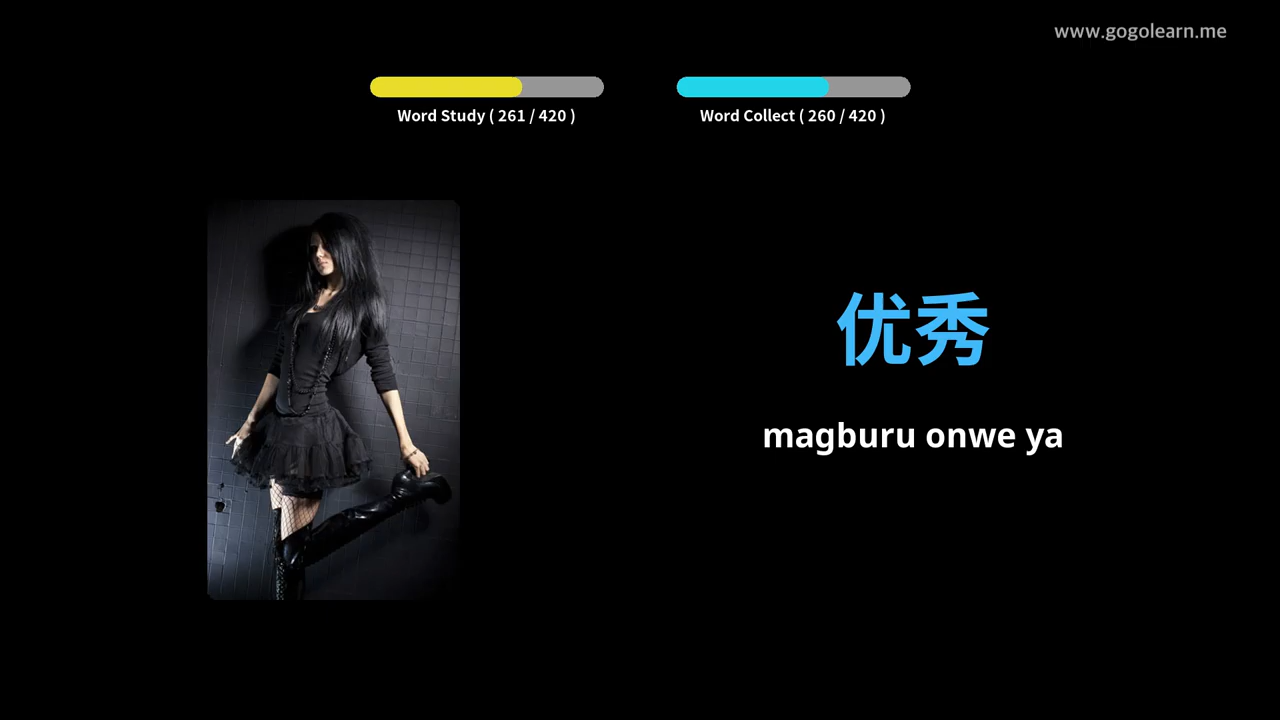 www.gogolearn.me
Word Study ( 261 / 420 )
Word Collect ( 260 / 420 )
优秀
magburu onwe ya